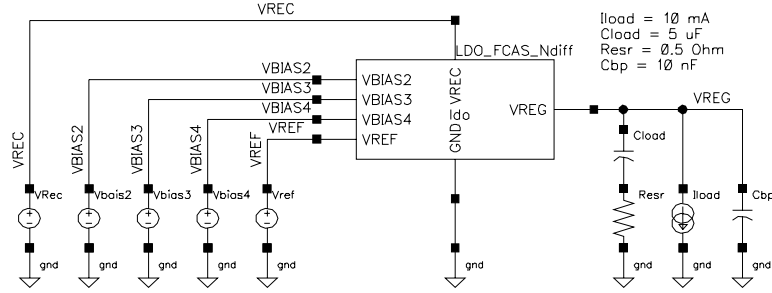 VREC
Iload = 10 mA
Cload = 5 uF
Resr = 0.5 Ohm
Cbp = 10 nF
LDO_FCAS_Ndiff
VBIAS2
VBIAS3
VBIAS4
VREF
VBIAS2
VBIAS3
VBIAS4
VREF
VREC
ldo
GND
VREG
VREG
VREC
VBIAS2
VBIAS3
VBIAS4
VREF
Cload
VRec
Vbais2
Vbias3
Vbias4
Vref
Resr
Iload
Cbp
gnd
gnd
gnd
gnd
gnd
gnd
gnd
gnd
gnd